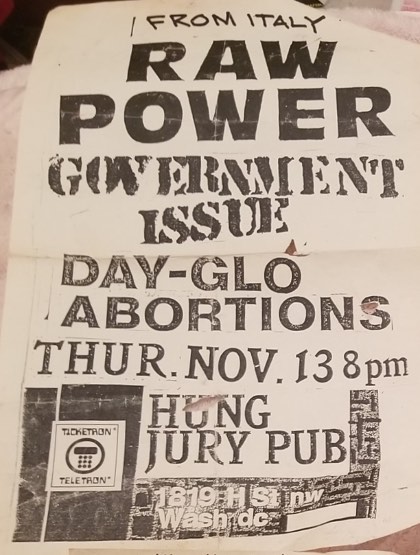 FROM ITALY
RAW
POWER
GOVERNMENT
ISSUE
DAY-GLO
ABORTIONS
THUR. NOV. 13 8pm
HUNG
JURY PUB
TICKETRON
TELETRON
1819 H St nw
Wash dc